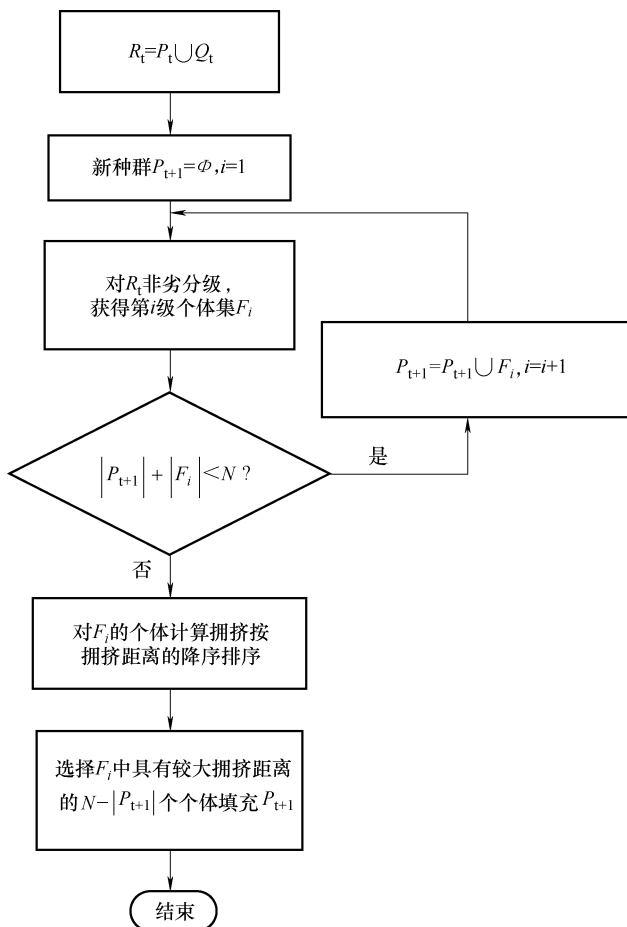 Rt=Pt∪Qt
新种群Pt+1=Φ,i=1
对Rt非劣分级，
获得第i级个体集Fi
Pt+1=Pt+1∪Fi,i=i+1
|Pt+1|+|Fi|<N?
是
否
对Fi的个体计算拥挤按
拥挤距离的降序排序
选择Fi中具有较大拥挤距离
的N−|Pt+1|个个体填充Pt+1
结束